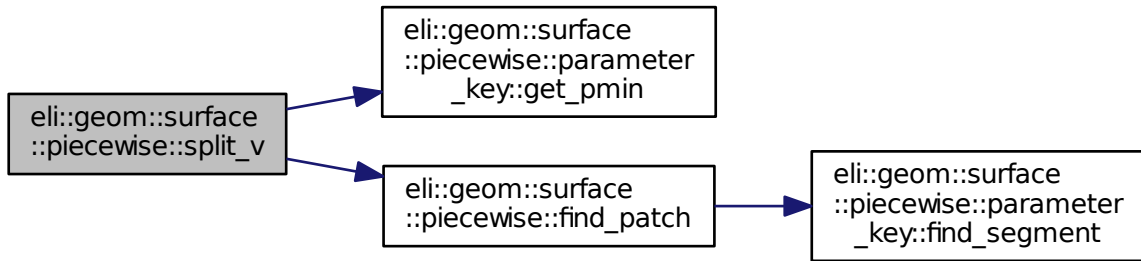 eli::geom::surface
::piecewise::split_v
eli::geom::surface
::piecewise::parameter
_key::get_pmin
eli::geom::surface
::piecewise::find_patch
eli::geom::surface
::piecewise::parameter
_key::find_segment